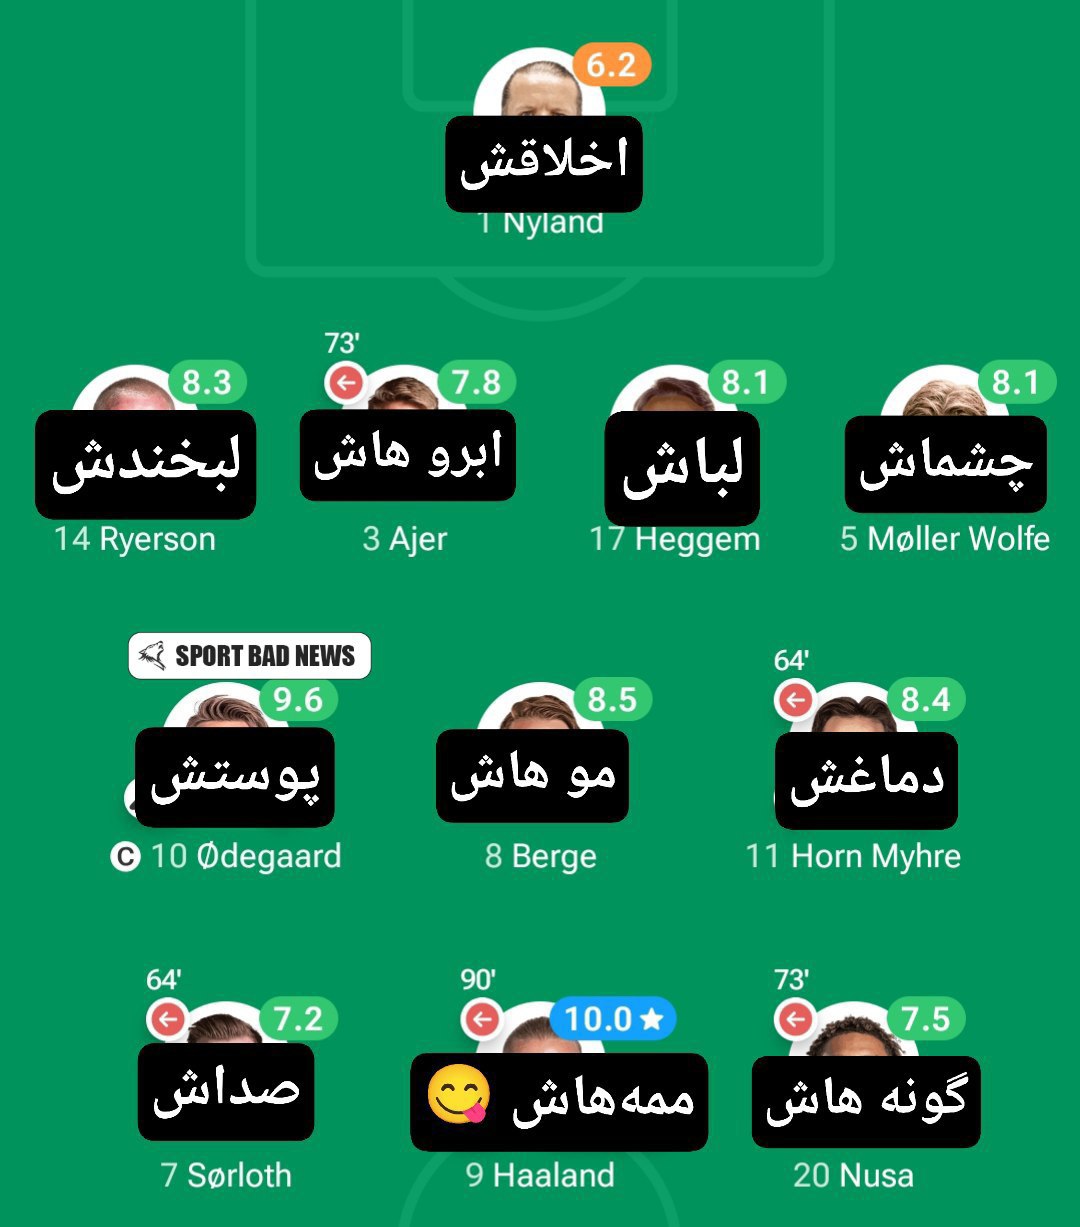 6.2
اخلاقش
1 Nyland
73'
8.3
7.8
8.1
8.1
لبخندش
ابرو هاش
لباش
چشماش
14 Ryerson
3 Ajer
17 Heggem
5 Møller Wolfe
SPORT BAD NEWS
64'
9.6
8.5
8.4
پوستش
مو هاش
دماغش
C 10 Ødegaard
8 Berge
11 Horn Myhre
64'
90'
73'
7.2
10.0
7.5
صداش
ممه‌هاش 😋
گونه هاش
7 Sørloth
9 Haaland
20 Nusa